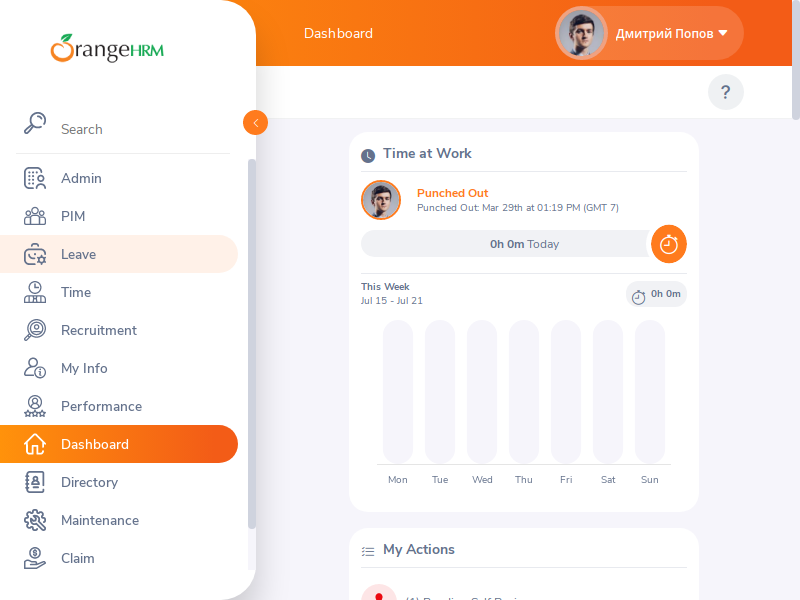 OrangeHRM
Dashboard
Дмитрий Попов
?
Search
Admin
PIM
Leave
Time
Recruitment
My Info
Performance
Dashboard
Directory
Maintenance
Claim
Time at Work
Punched Out
Punched Out: Mar 29th at 01:19 PM (GMT 7)
0h 0m Today
This Week
Jul 15 - Jul 21
0h 0m
Mon Tue Wed Thu Fri Sat Sun
My Actions